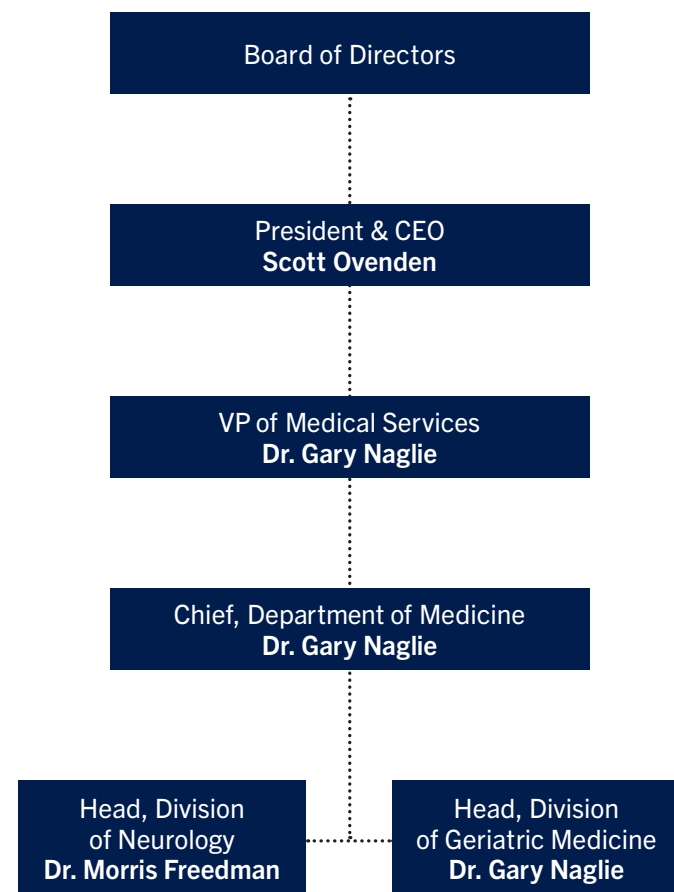 Board of Directors
President & CEO
Scott Ovenden
VP of Medical Services
Dr. Gary Naglie
Chief, Department of Medicine
Dr. Gary Naglie
Head, Division
of Neurology
Dr. Morris Freedman
Head, Division
of Geriatric Medicine
Dr. Gary Naglie